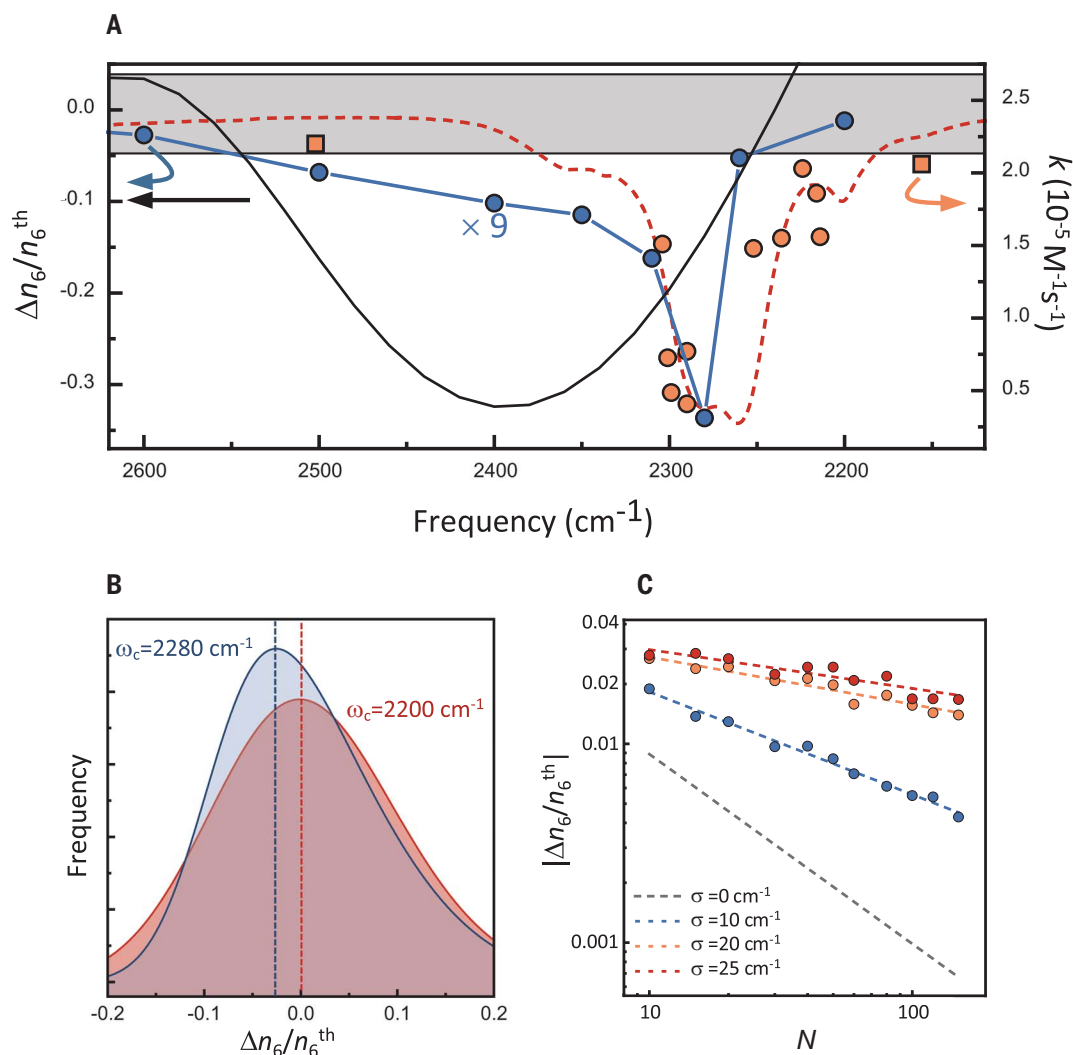 A
0.0
-0.1
-0.2
-0.3
Δn₆/n₆ᵗʰ
× 9
2.5
2.0
1.5
1.0
0.5
k (10⁻⁵ M⁻¹s⁻¹)
2600 2500 2400 2300 2200
Frequency (cm⁻¹)
B
ω_c=2280 cm⁻¹
ω_c=2200 cm⁻¹
Frequency
-0.2 -0.1 0.0 0.1 0.2
Δn₆/n₆ᵗʰ
C
0.04
0.02
0.01
0.001
|Δn₆/n₆ᵗʰ|
σ =0 cm⁻¹
σ =10 cm⁻¹
σ =20 cm⁻¹
σ =25 cm⁻¹
10 100
N